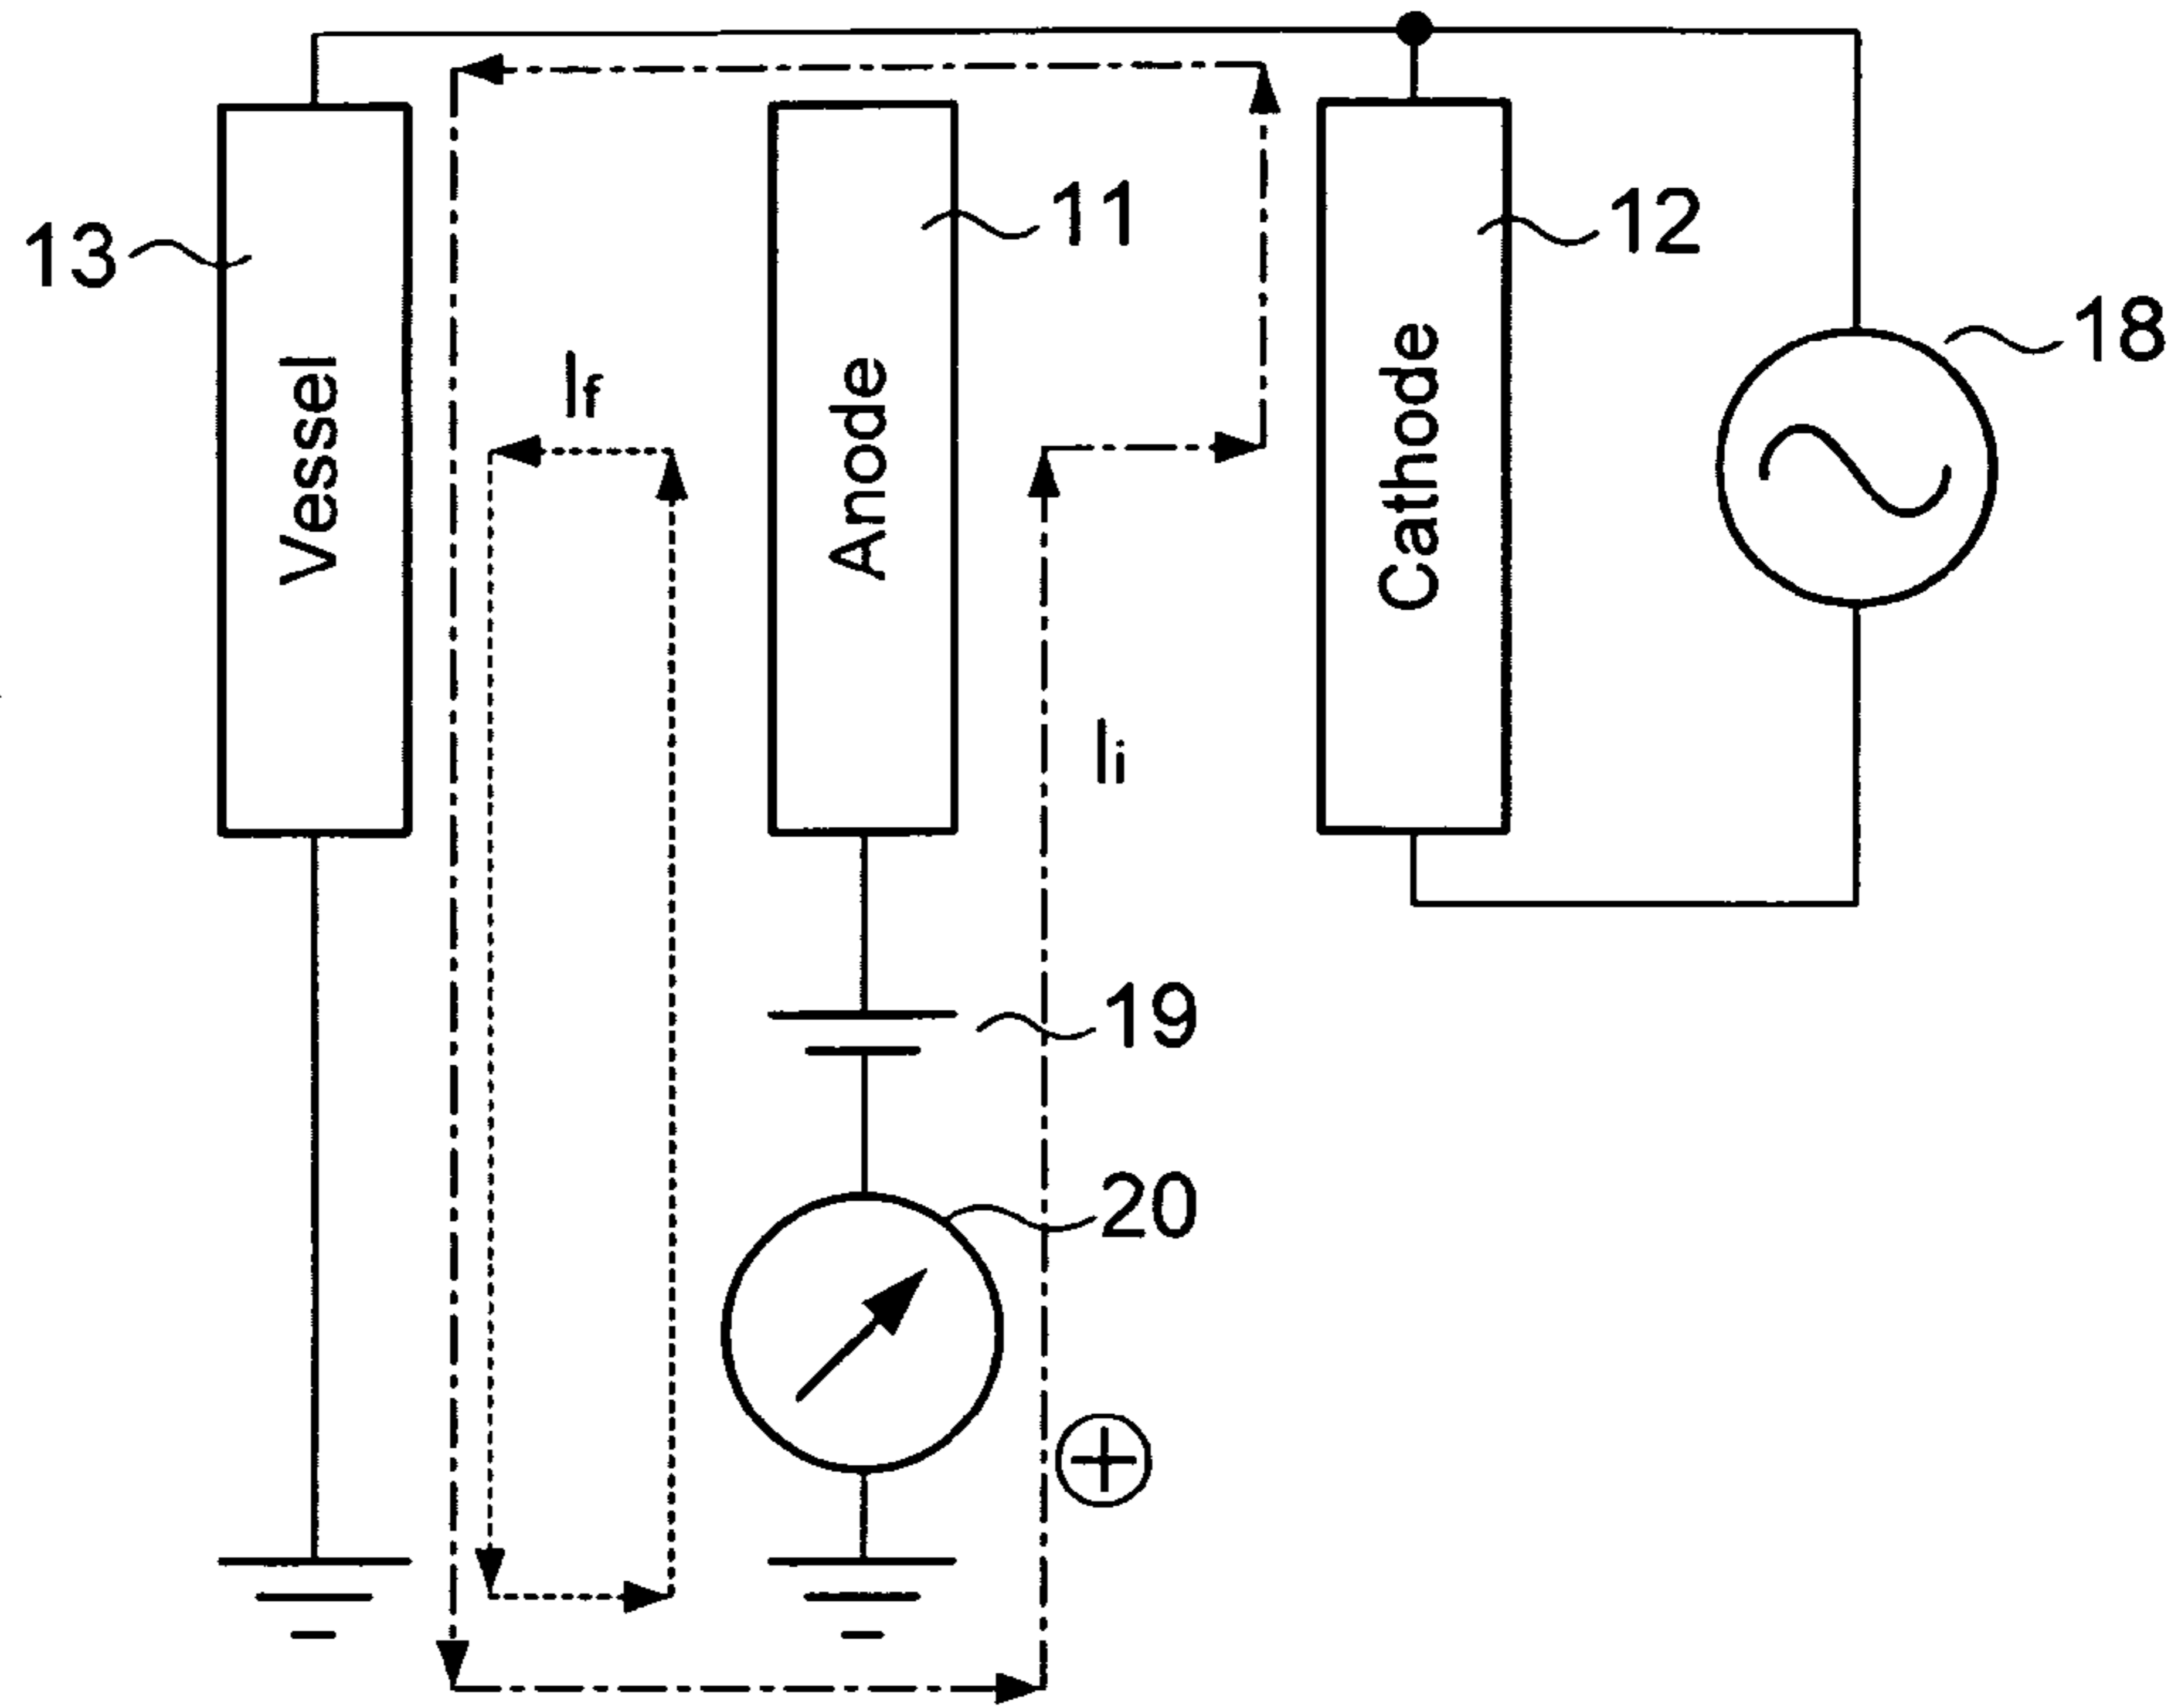 13
Vessel
If
Anode
11
Ii
Cathode
12
18
19
20
+